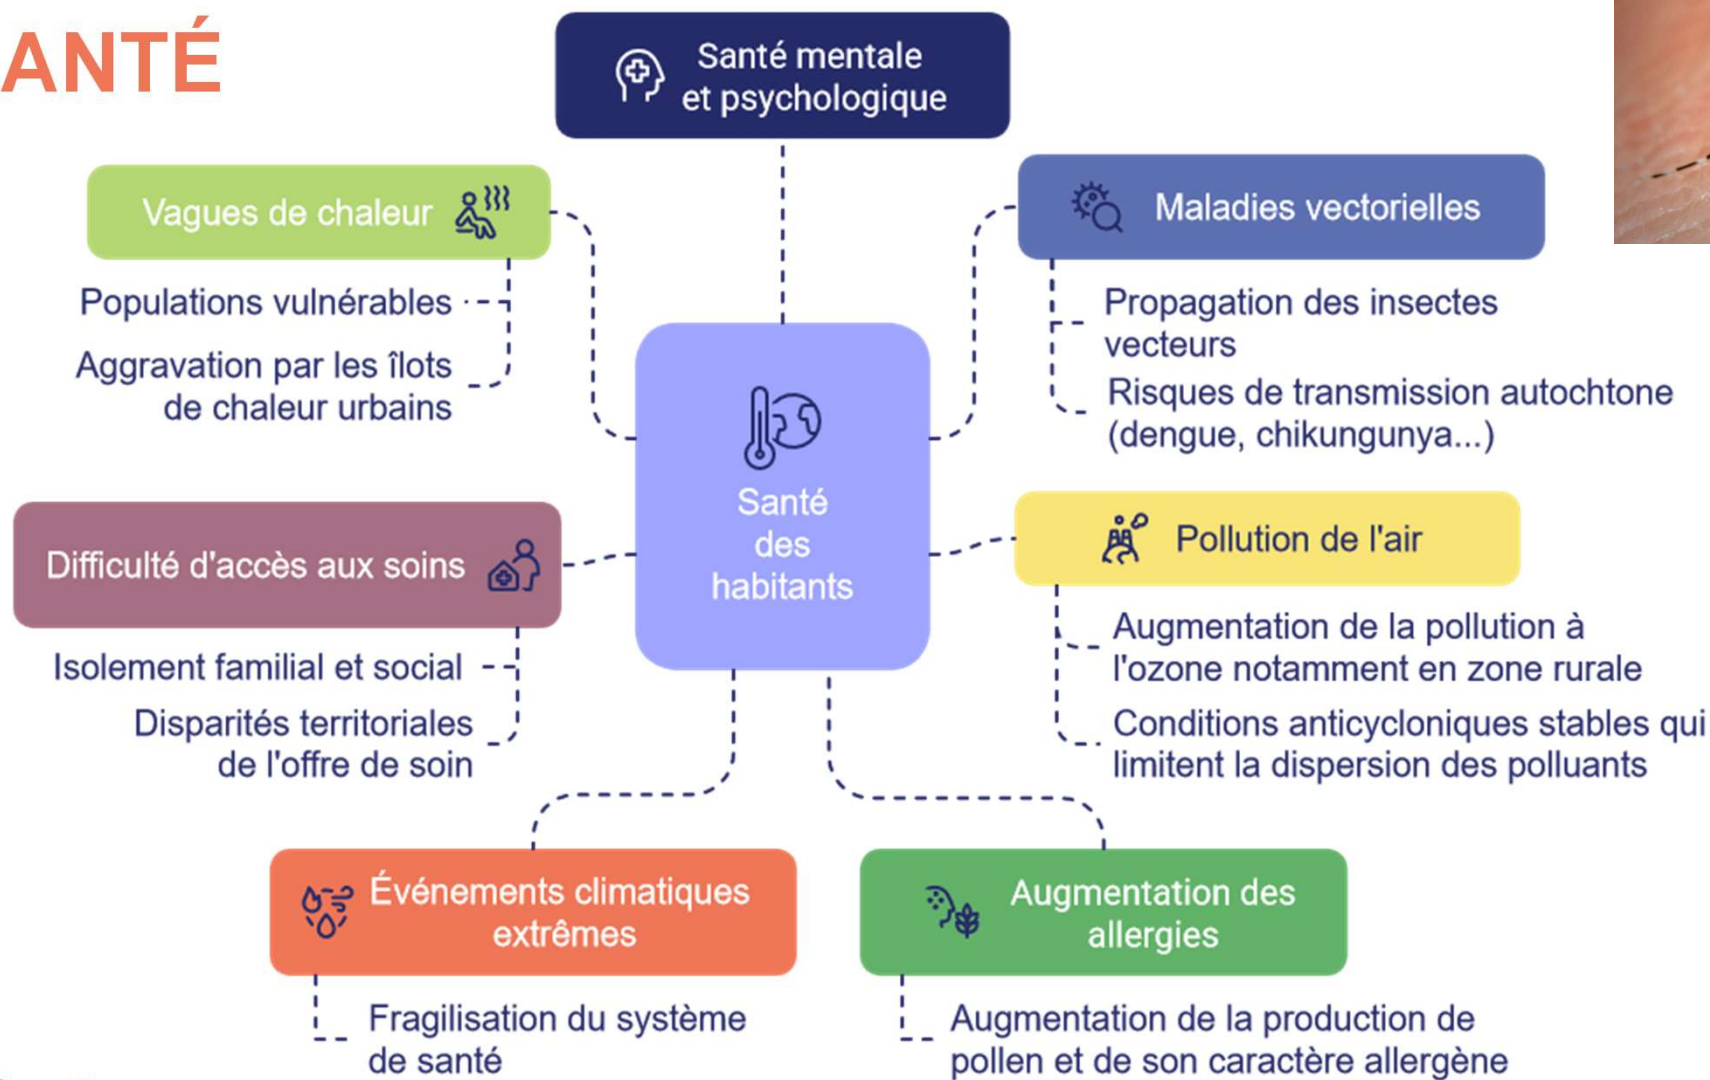 ANTÉ
Santé mentale
et psychologique
Vagues de chaleur
Populations vulnérables
Aggravation par les îlots
de chaleur urbains
Maladies vectorielles
Propagation des insectes
vecteurs
Risques de transmission autochtone
(dengue, chikungunya...)
Santé
des
habitants
Difficulté d'accès aux soins
Isolement familial et social
Disparités territoriales
de l'offre de soin
Pollution de l'air
Augmentation de la pollution à
l'ozone notamment en zone rurale
Conditions anticycloniques stables qui
limitent la dispersion des polluants
Événements climatiques
extrêmes
Fragilisation du système
de santé
Augmentation des
allergies
Augmentation de la production de
pollen et de son caractère allergène